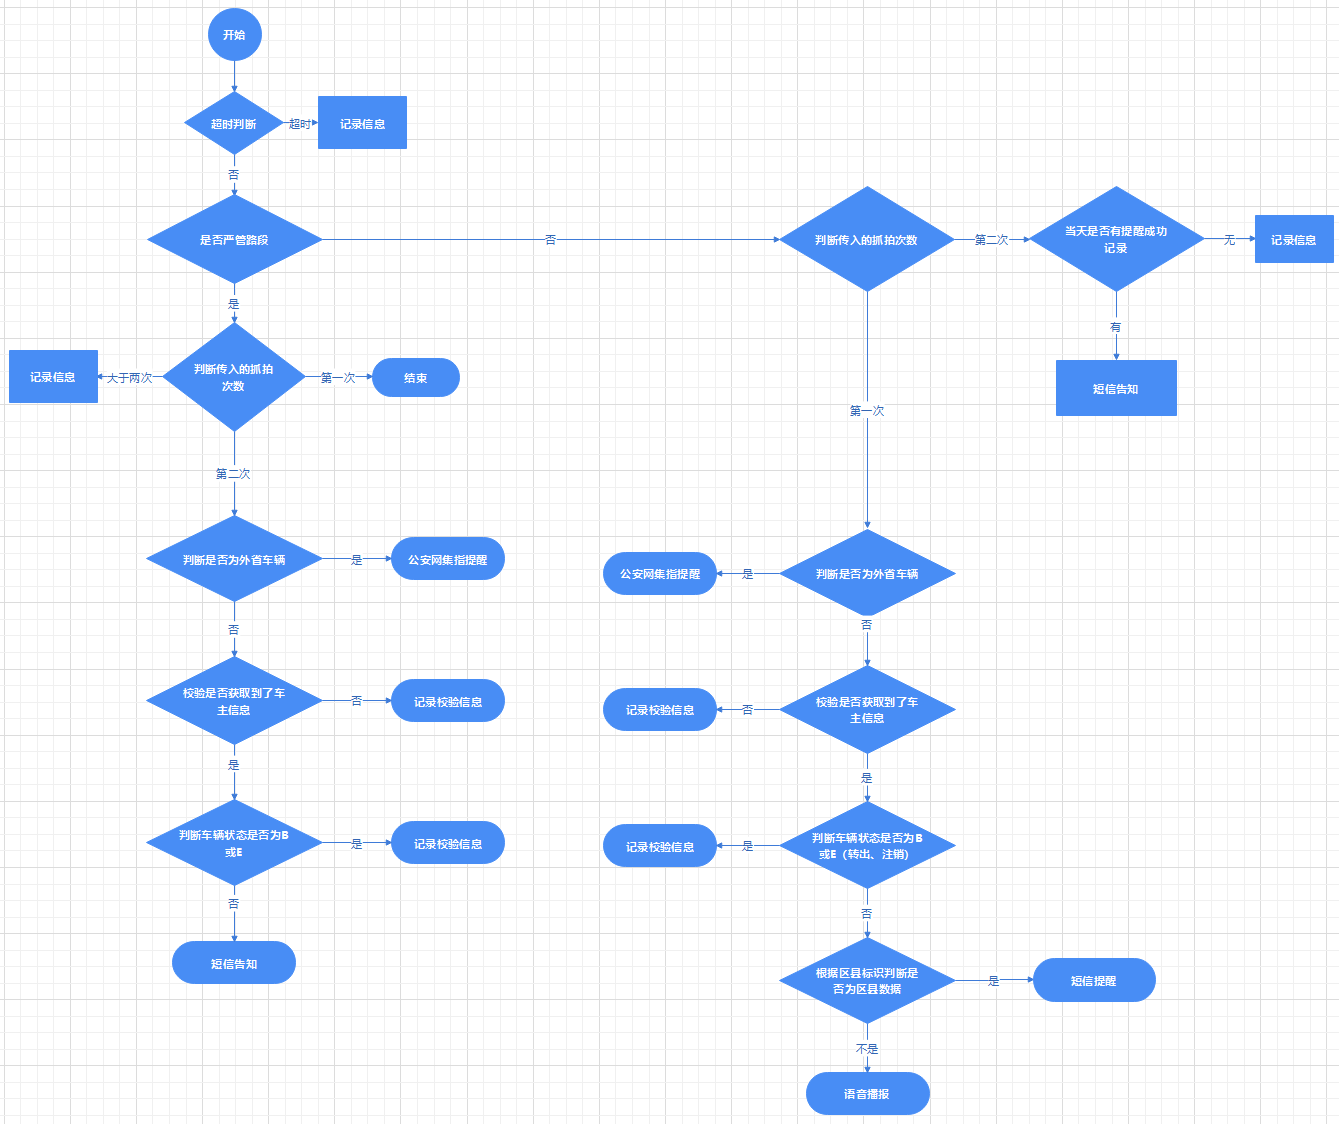 开始
超时判断
超时
记录信息
否
是否严管路段
否
判断传入的抓拍次数
第二次
当天是否有提醒成功
记录
无
记录信息
是
有
判断传入的抓拍
次数
大于两次
记录信息
第一次
结束
短信告知
第一次
第二次
判断是否为外省车辆
是
公安网集指提醒
判断是否为外省车辆
是
公安网集指提醒
否
否
校验是否获取到了车
主信息
否
记录校验信息
校验是否获取到了车
主信息
否
记录校验信息
是
是
判断车辆状态是否为B
或E
是
记录校验信息
判断车辆状态是否为B
或E（转出、注销）
是
记录校验信息
否
否
短信告知
根据区县标识判断是
否为区县数据
是
短信提醒
不是
语音播报